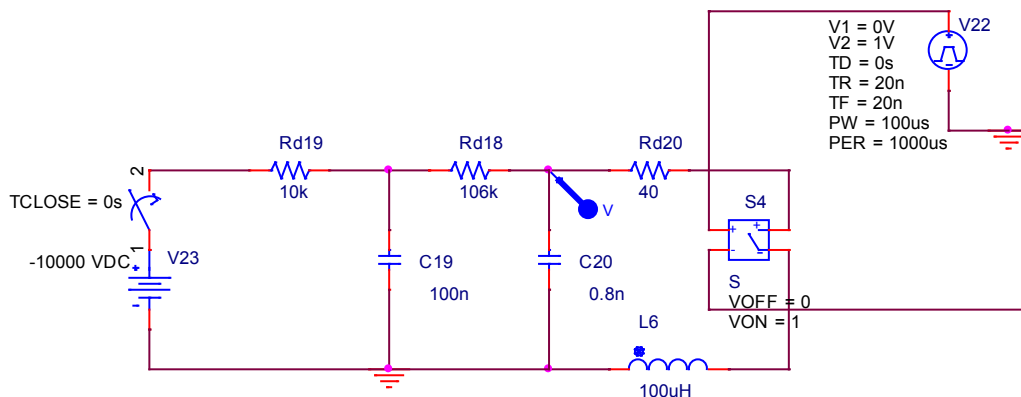 V1 = 0V
V2 = 1V
TD = 0s
TR = 20n
TF = 20n
PW = 100us
PER = 1000us
V22
+
-
Rd19
10k
Rd18
106k
Rd20
40
V
2
TCLOSE = 0s
1
-10000 VDC
+
-
V23
C19
100n
C20
0.8n
S4
+
+
-
-
S
VOFF = 0
VON = 1
L6
100uH